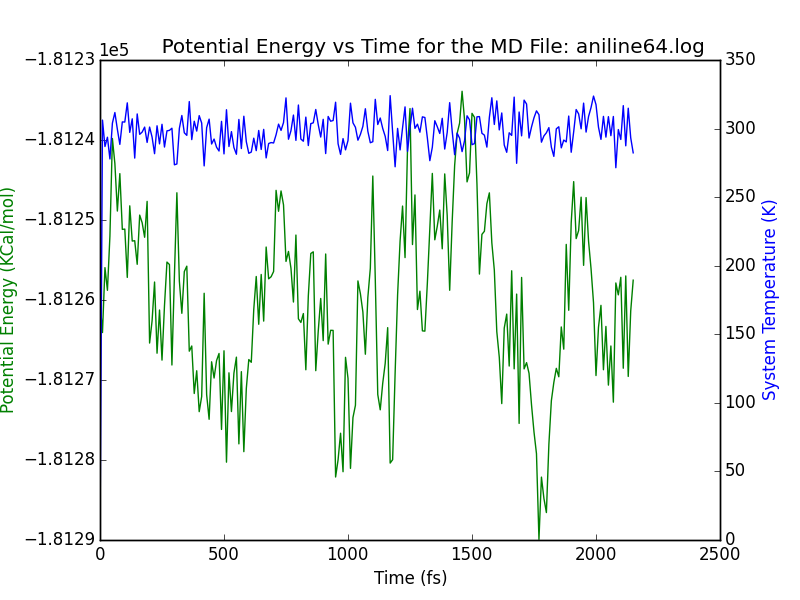 Potential Energy vs Time for the MD File: aniline64.log
1e5
−1.8123
−1.8124
−1.8125
−1.8126
−1.8127
−1.8128
−1.8129
Potential Energy (KCal/mol)
350
300
250
200
150
100
50
0
System Temperature (K)
0 500 1000 1500 2000 2500
Time (fs)